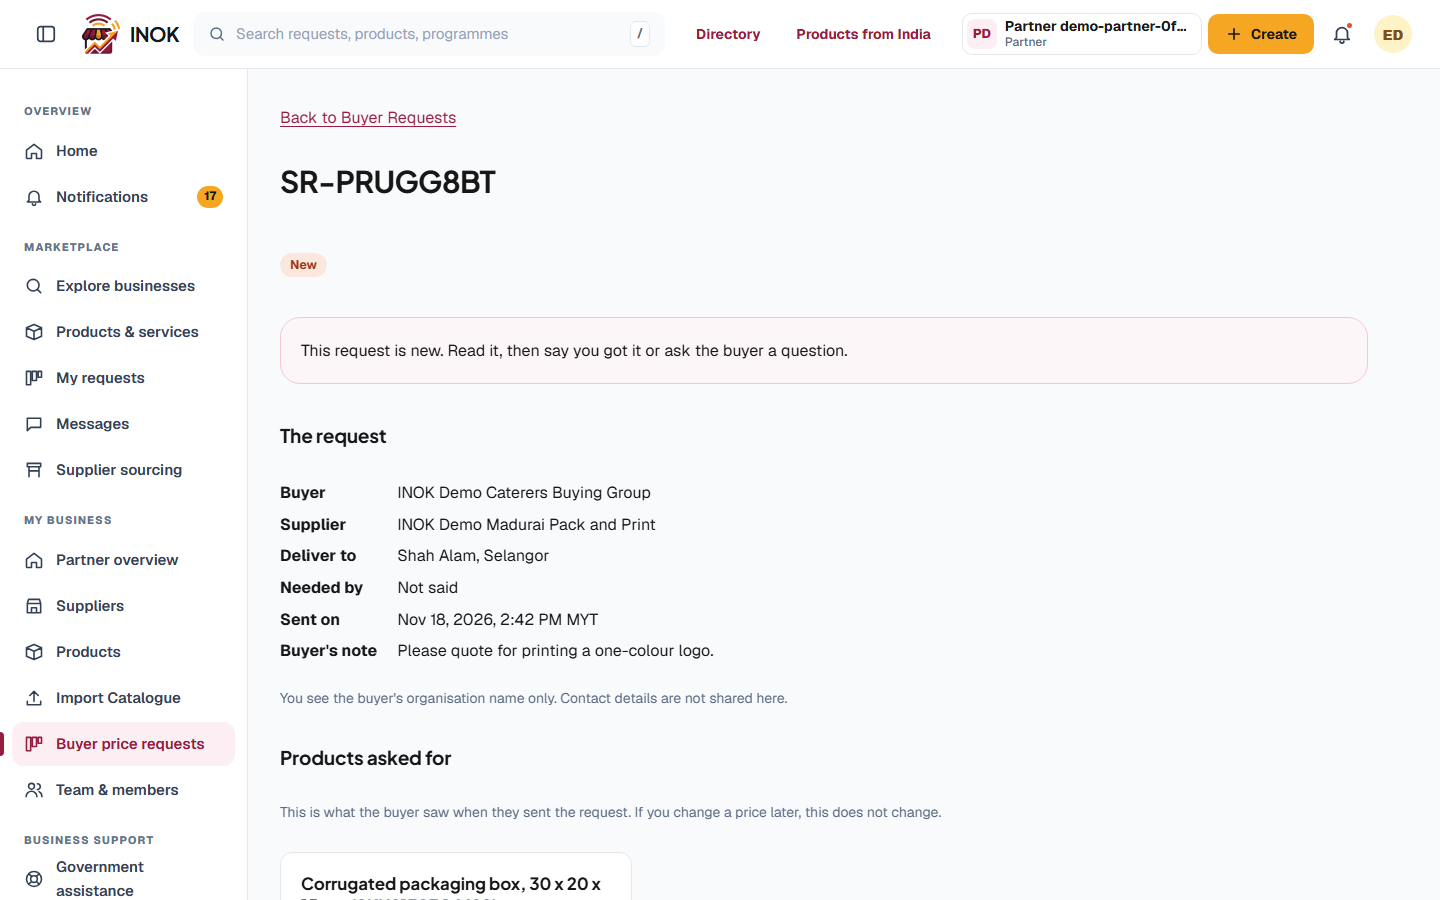 INOK
Search requests, products, programmes
/
Directory
Products from India
PD
Partner demo-partner-0f...
Partner
Create
ED
OVERVIEW
Home
Notifications
17
MARKETPLACE
Explore businesses
Products & services
My requests
Messages
Supplier sourcing
MY BUSINESS
Partner overview
Suppliers
Products
Import Catalogue
Buyer price requests
Team & members
BUSINESS SUPPORT
Government
assistance
Back to Buyer Requests
SR-PRUGG8BT
New
This request is new. Read it, then say you got it or ask the buyer a question.
The request
Buyer INOK Demo Caterers Buying Group
Supplier INOK Demo Madurai Pack and Print
Deliver to Shah Alam, Selangor
Needed by Not said
Sent on Nov 18, 2026, 2:42 PM MYT
Buyer's note Please quote for printing a one-colour logo.
You see the buyer's organisation name only. Contact details are not shared here.
Products asked for
This is what the buyer saw when they sent the request. If you change a price later, this does not change.
Corrugated packaging box, 30 x 20 x